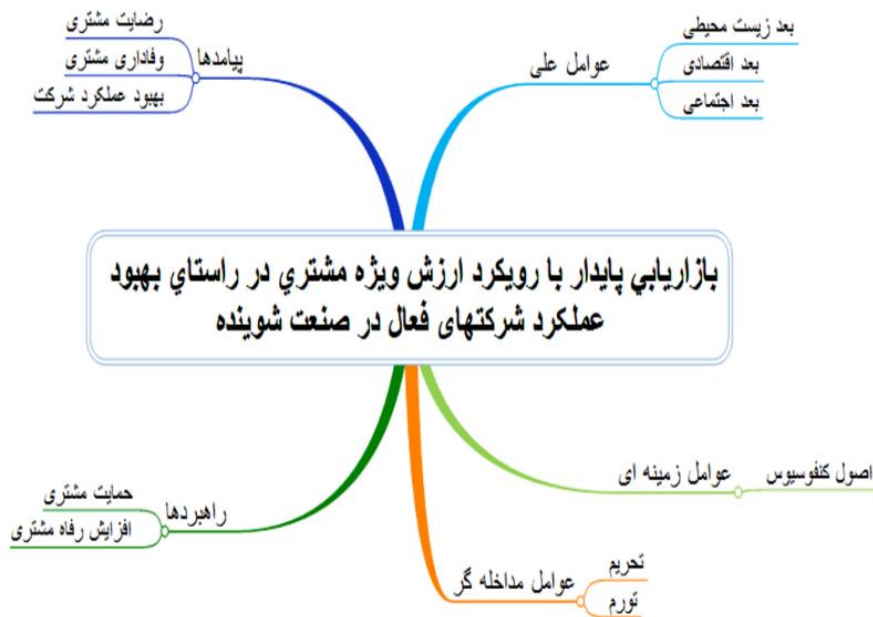 بازاريابي پايدار با رويكرد ارزش ويژه مشتري در راستاي بهبود
عملکرد شرکتهای فعال در صنعت شوینده
عوامل علی
بعد زیست محیطی
بعد اقتصادی
بعد اجتماعی
عوامل زمینه ای
اصول کنفوسیوس
عوامل مداخله گر
تحریم
تورم
راهبردها
حمایت مشتری
افزایش رفاه مشتری
پیامدها
رضایت مشتری
وفاداری مشتری
بهبود عملکرد شرکت